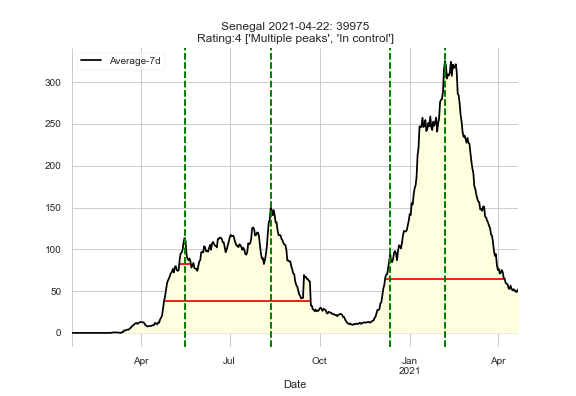 Senegal 2021-04-22: 39975
Rating:4 ['Multiple peaks', 'In control']
Average-7d
300
250
200
150
100
50
0
Apr Jul Oct Jan Apr
2021
Date